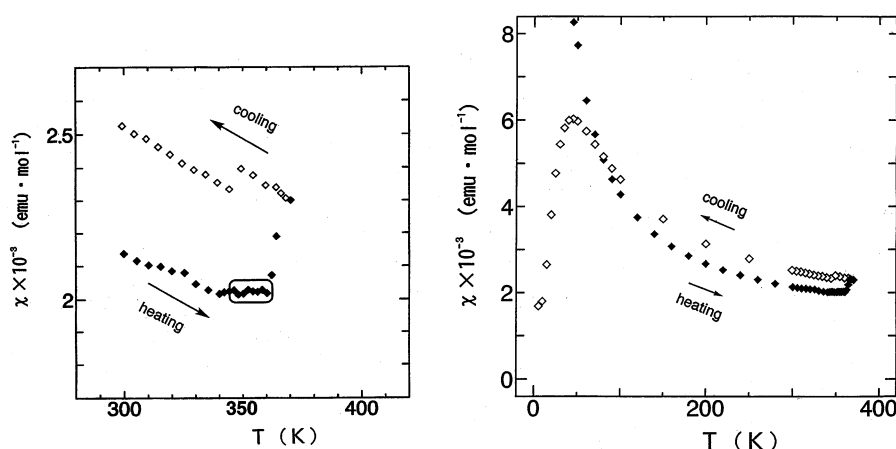 χ ×10⁻³ (emu・mol⁻¹)
2.5
2
cooling
heating
300
350
400
T (K)
χ ×10⁻³ (emu・mol⁻¹)
8
6
4
2
0
cooling
heating
0
200
400
T (K)